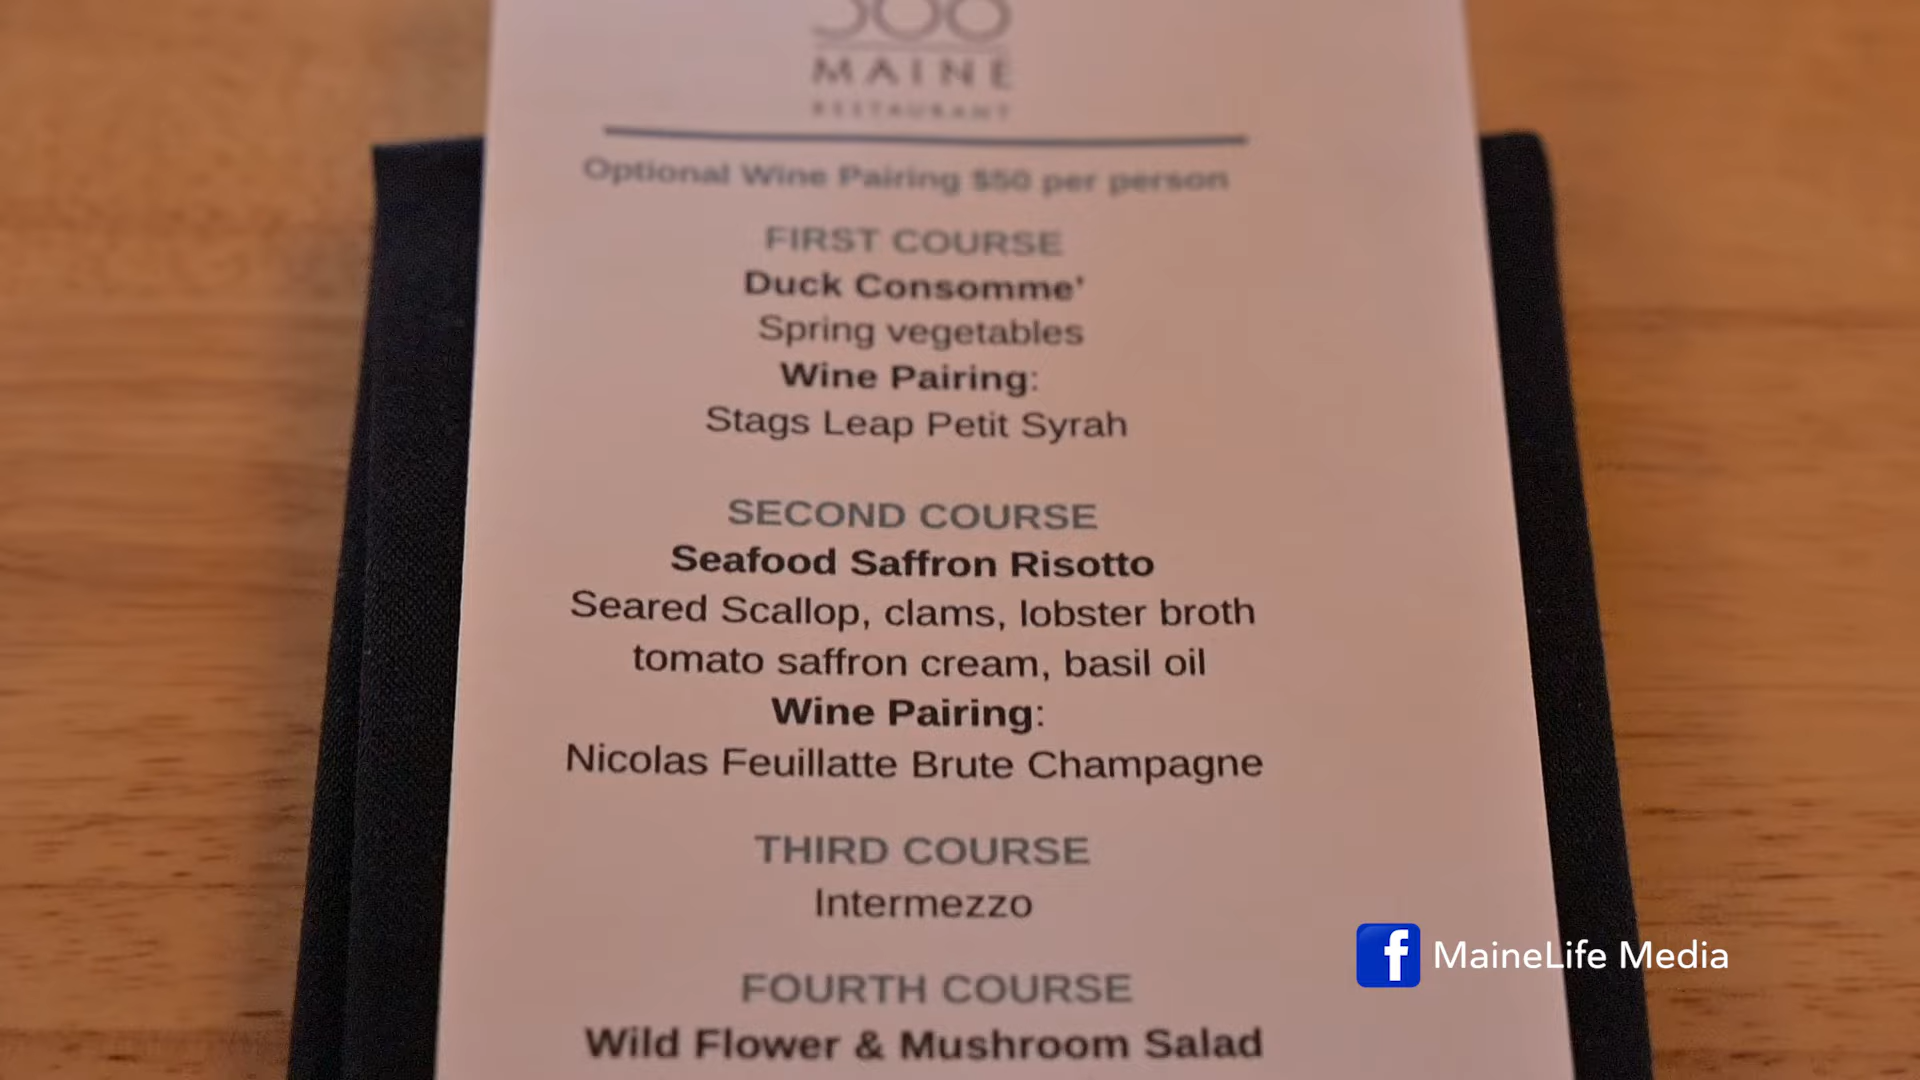 MAINE
RESTAURANT
Optional Wine Pairing $50 per person
FIRST COURSE
Duck Consomme'
Spring vegetables
Wine Pairing:
Stags Leap Petit Syrah
SECOND COURSE
Seafood Saffron Risotto
Seared Scallop, clams, lobster broth
tomato saffron cream, basil oil
Wine Pairing:
Nicolas Feuillatte Brute Champagne
THIRD COURSE
Intermezzo
FOURTH COURSE
Wild Flower & Mushroom Salad
f MaineLife Media